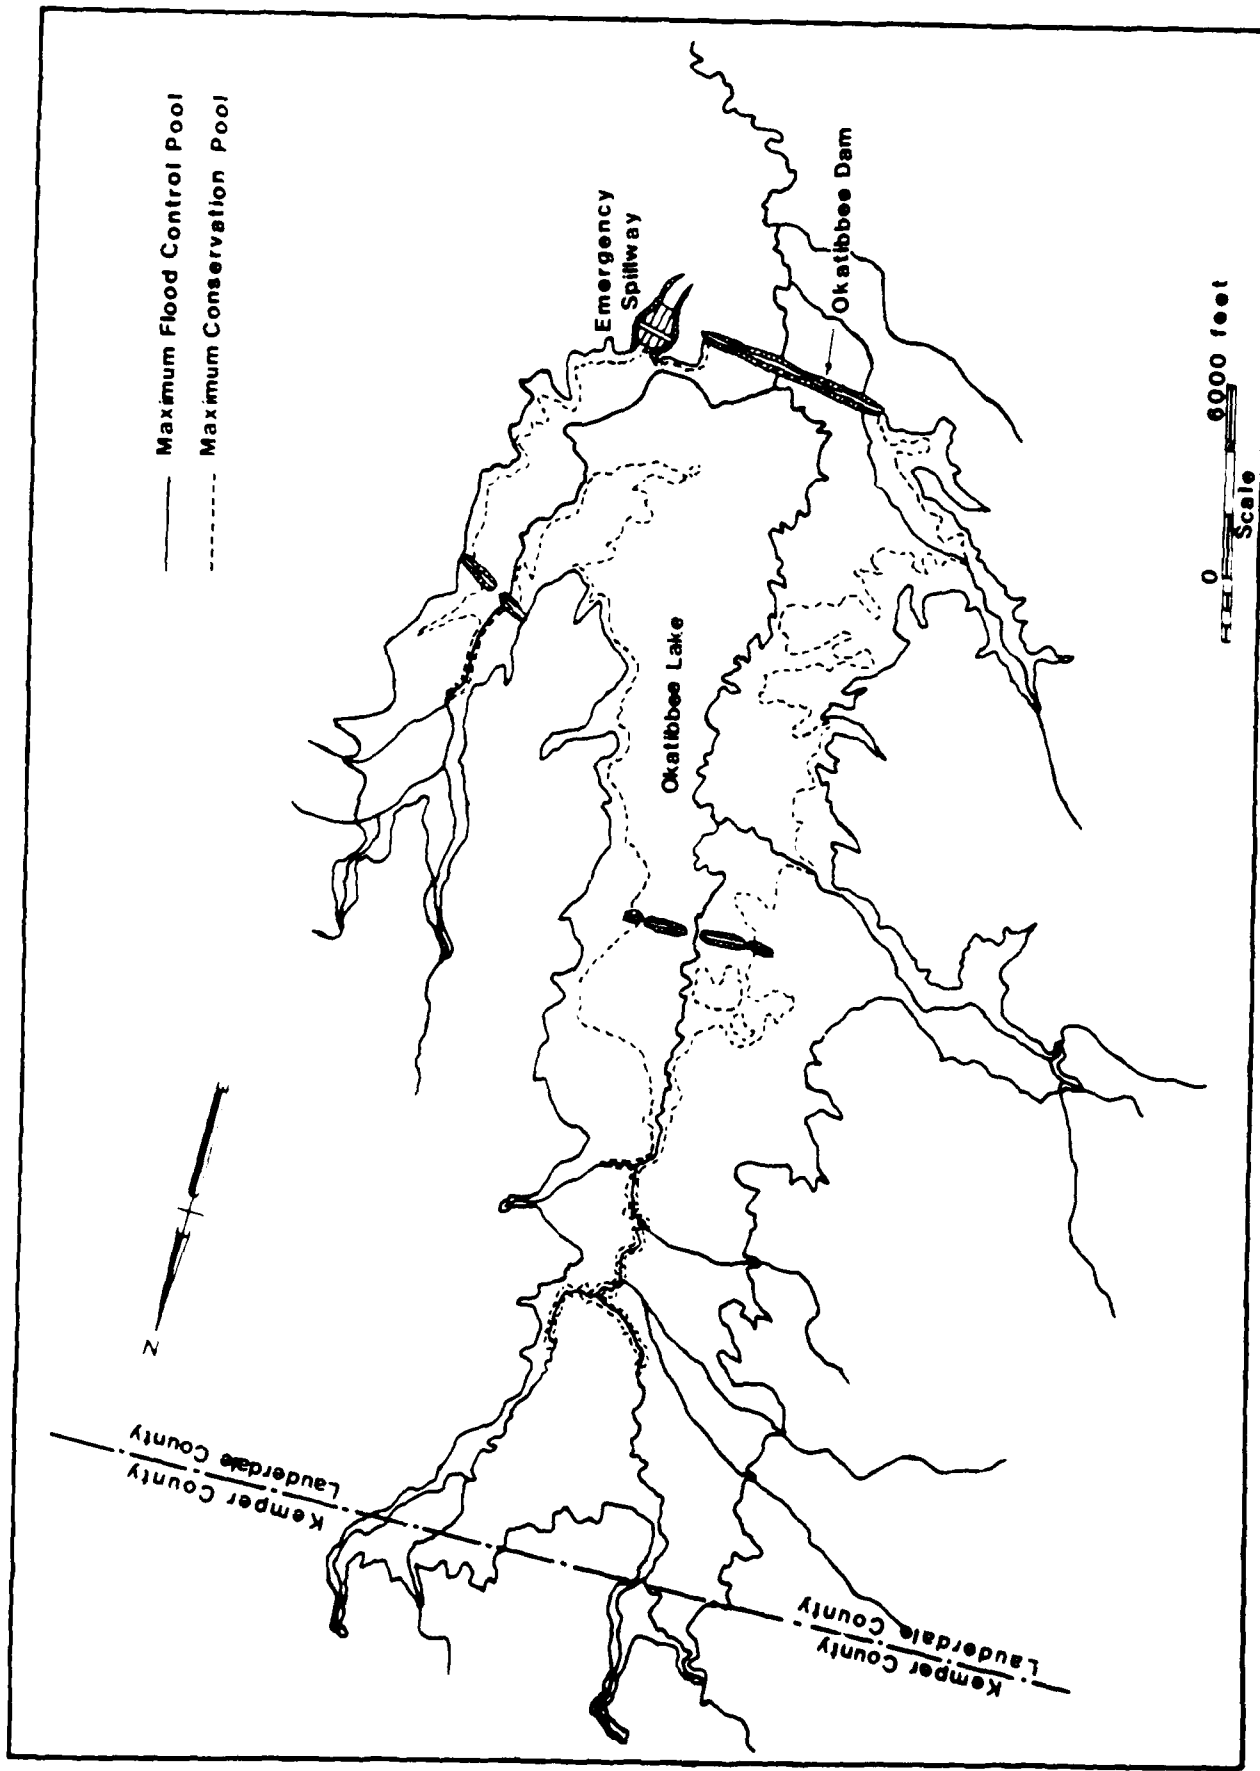 Maximum Flood Control Pool
Maximum Conservation Pool
Emergency
Spillway
Okatibbee Dam
Okatibbee Lake
0 6000 feet
Scale
N
Lauderdale County
Kemper County
Lauderdale County
Kemper County